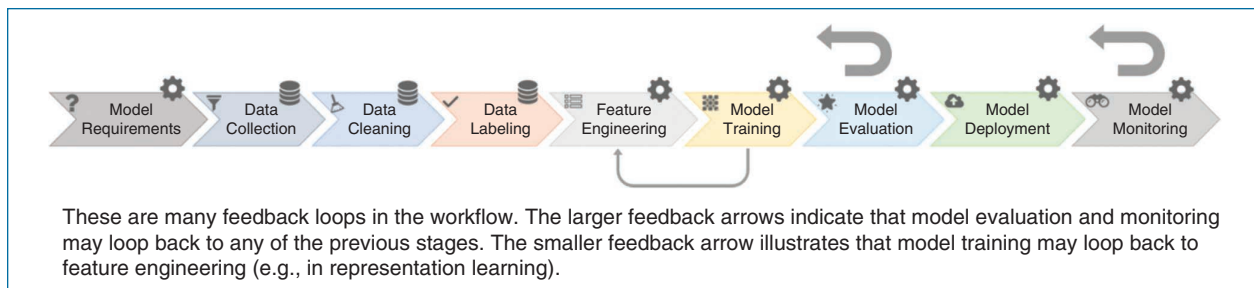 Model Requirements
Data Collection
Data Cleaning
Data Labeling
Feature Engineering
Model Training
Model Evaluation
Model Deployment
Model Monitoring
These are many feedback loops in the workflow. The larger feedback arrows indicate that model evaluation and monitoring
may loop back to any of the previous stages. The smaller feedback arrow illustrates that model training may loop back to
feature engineering (e.g., in representation learning).